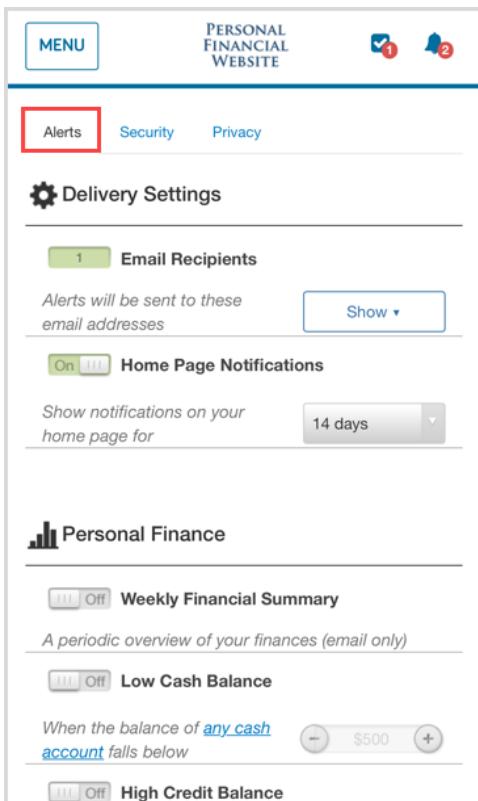 MENU
PERSONAL
FINANCIAL
WEBSITE
1
2
Alerts Security Privacy
Delivery Settings
1 Email Recipients
Alerts will be sent to these
email addresses
Show ▾
On Home Page Notifications
Show notifications on your
home page for
14 days
Personal Finance
Off Weekly Financial Summary
A periodic overview of your finances (email only)
Off Low Cash Balance
When the balance of any cash
account falls below
$500
Off High Credit Balance